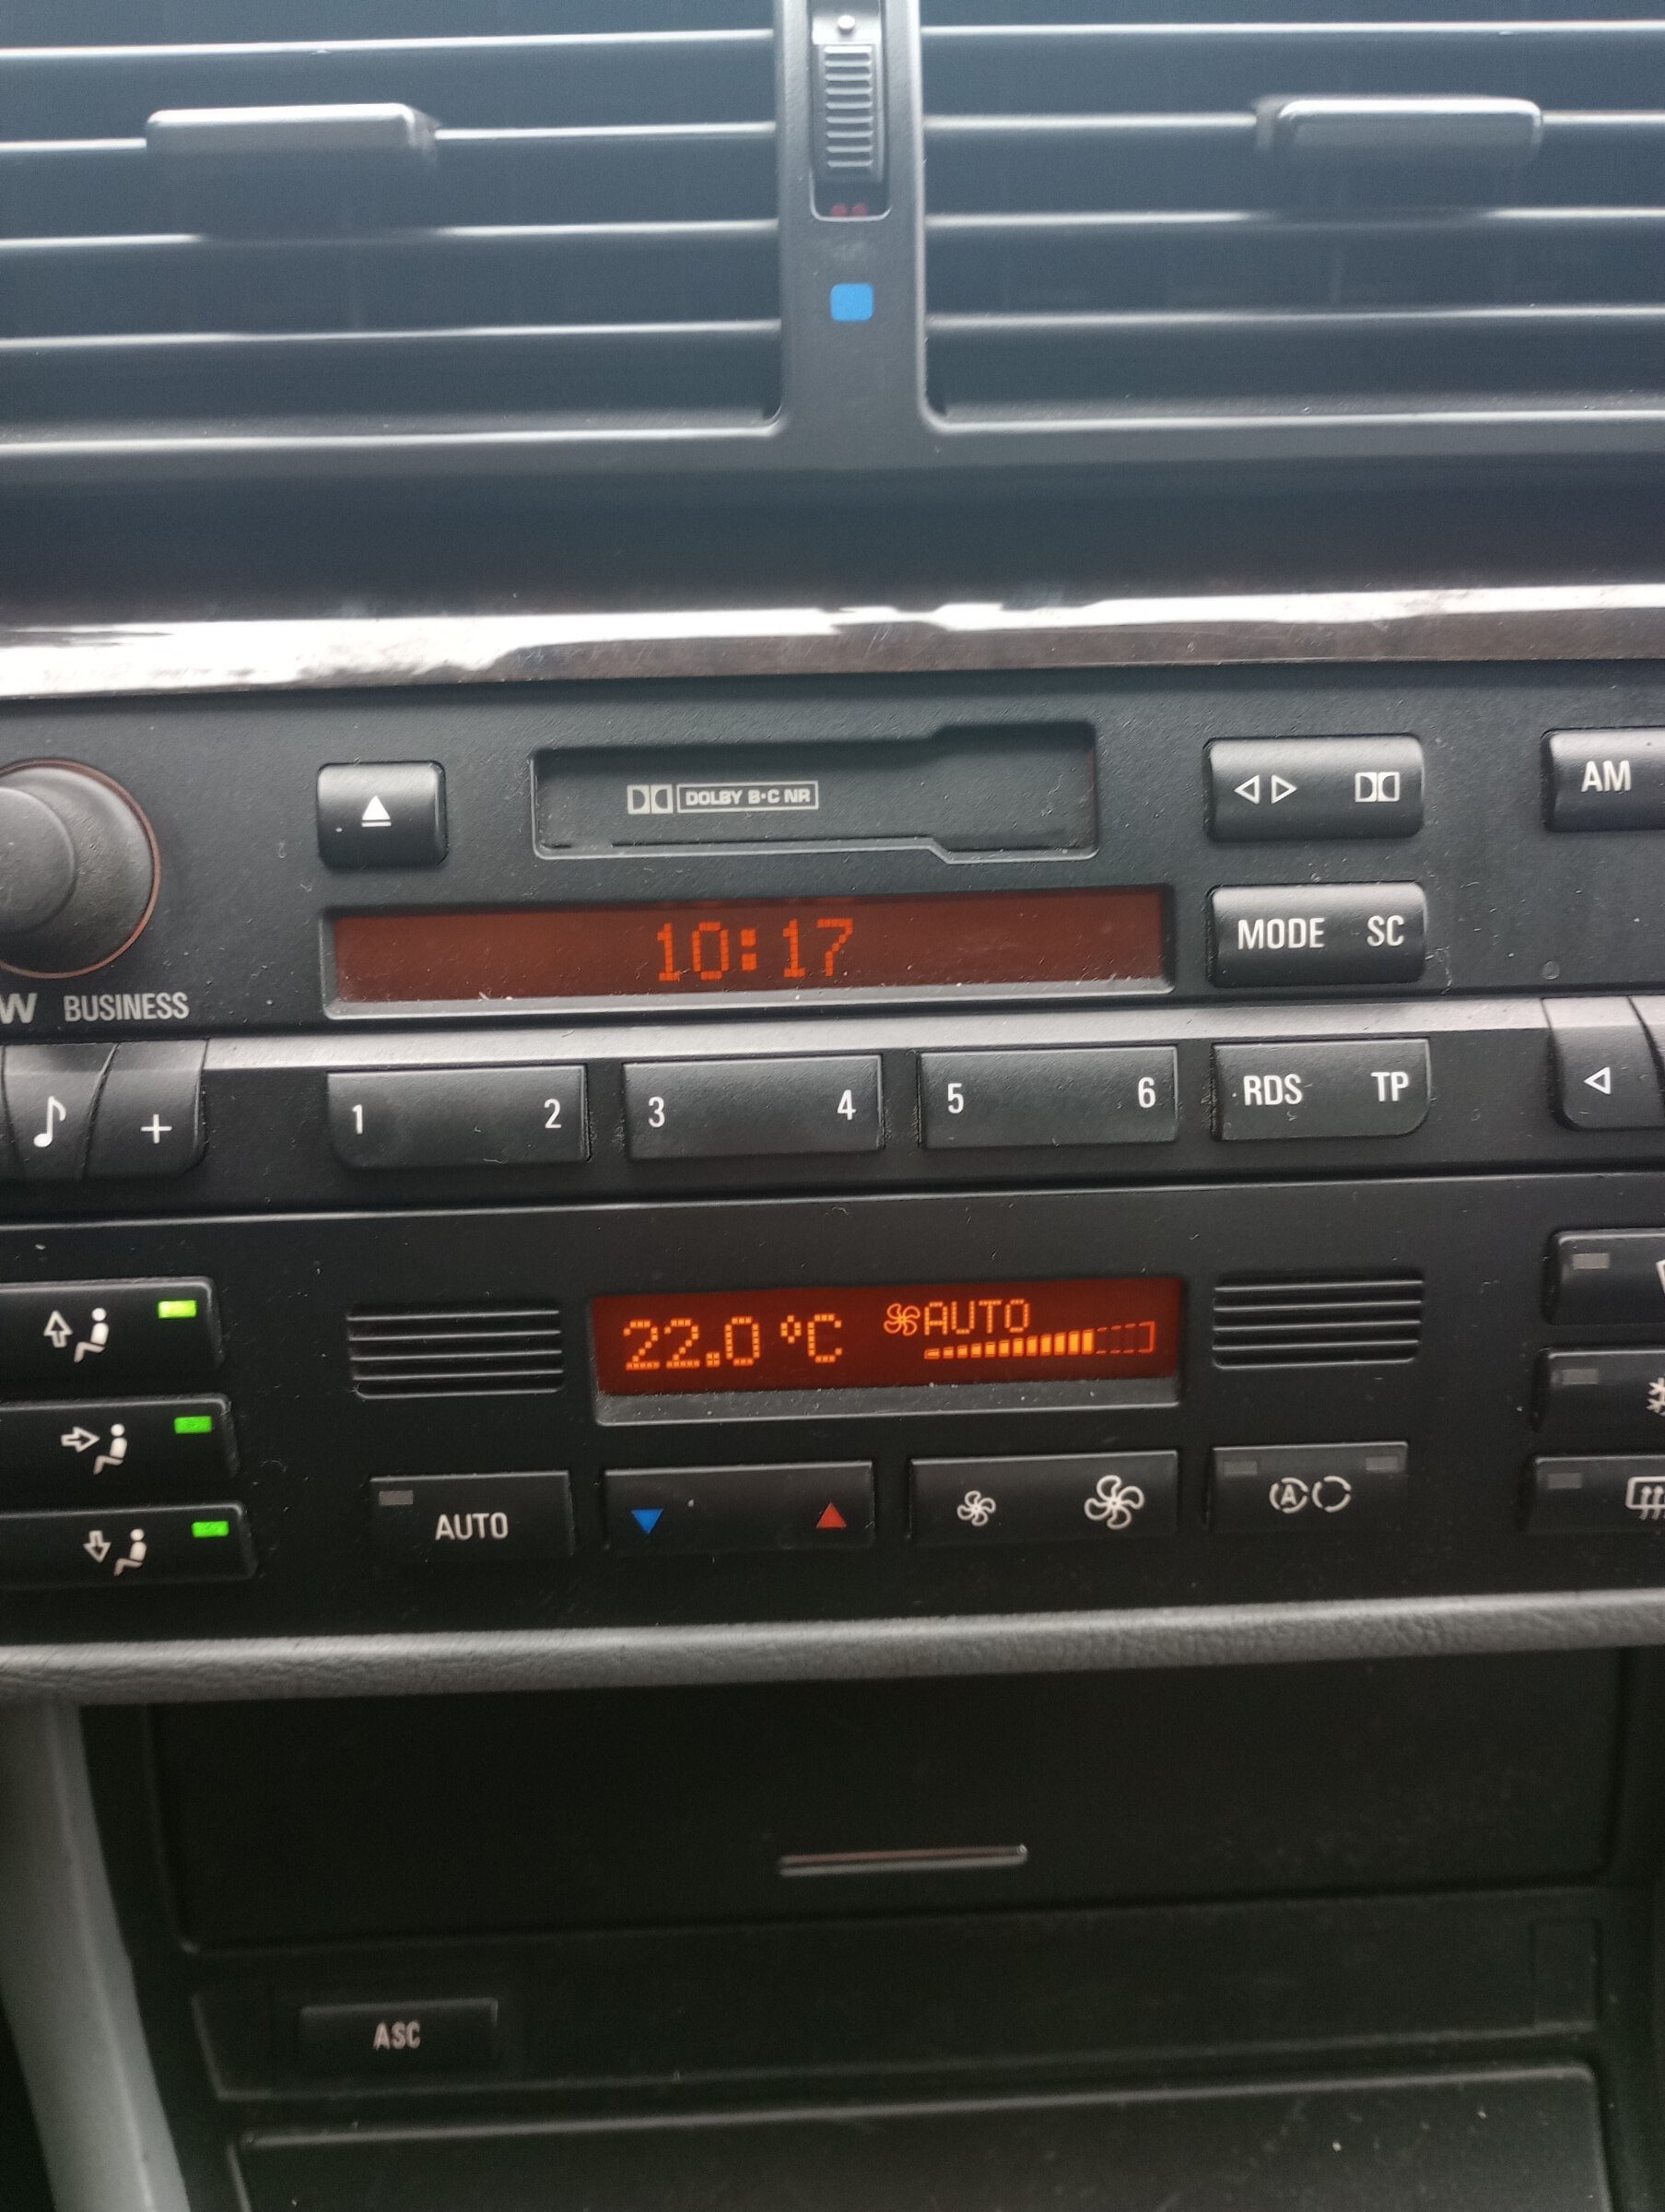 DOLBY B·C NR
AM
10:17
MODE SC
W BUSINESS
1 2 3 4 5 6 RDS TP
+
22.0 °C AUTO
AUTO
A
ASC